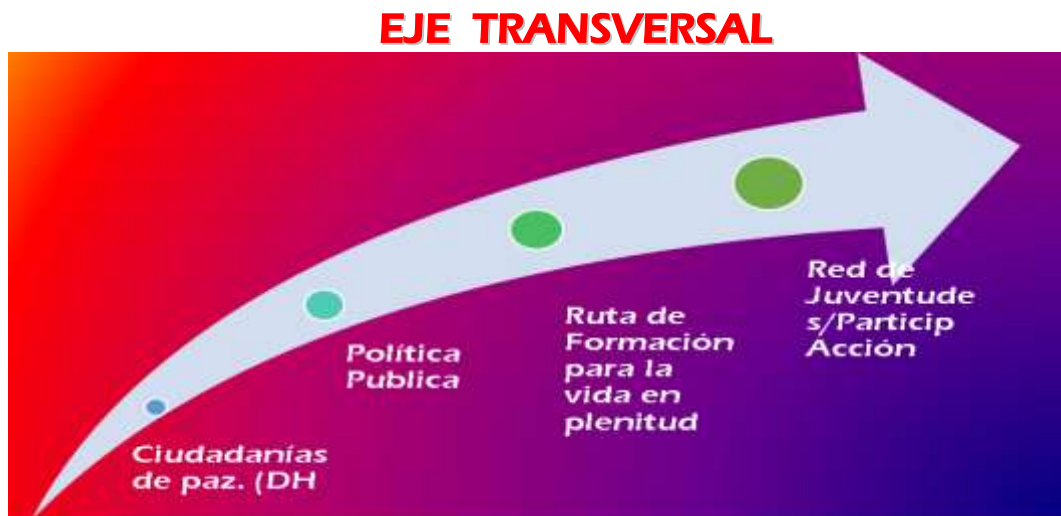 EJE TRANSVERSAL
Ciudadanías
de paz. (DH
Política
Publica
Ruta de
Formación
para la
vida en
plenitud
Red de
Juventude
s/Particip
Acción